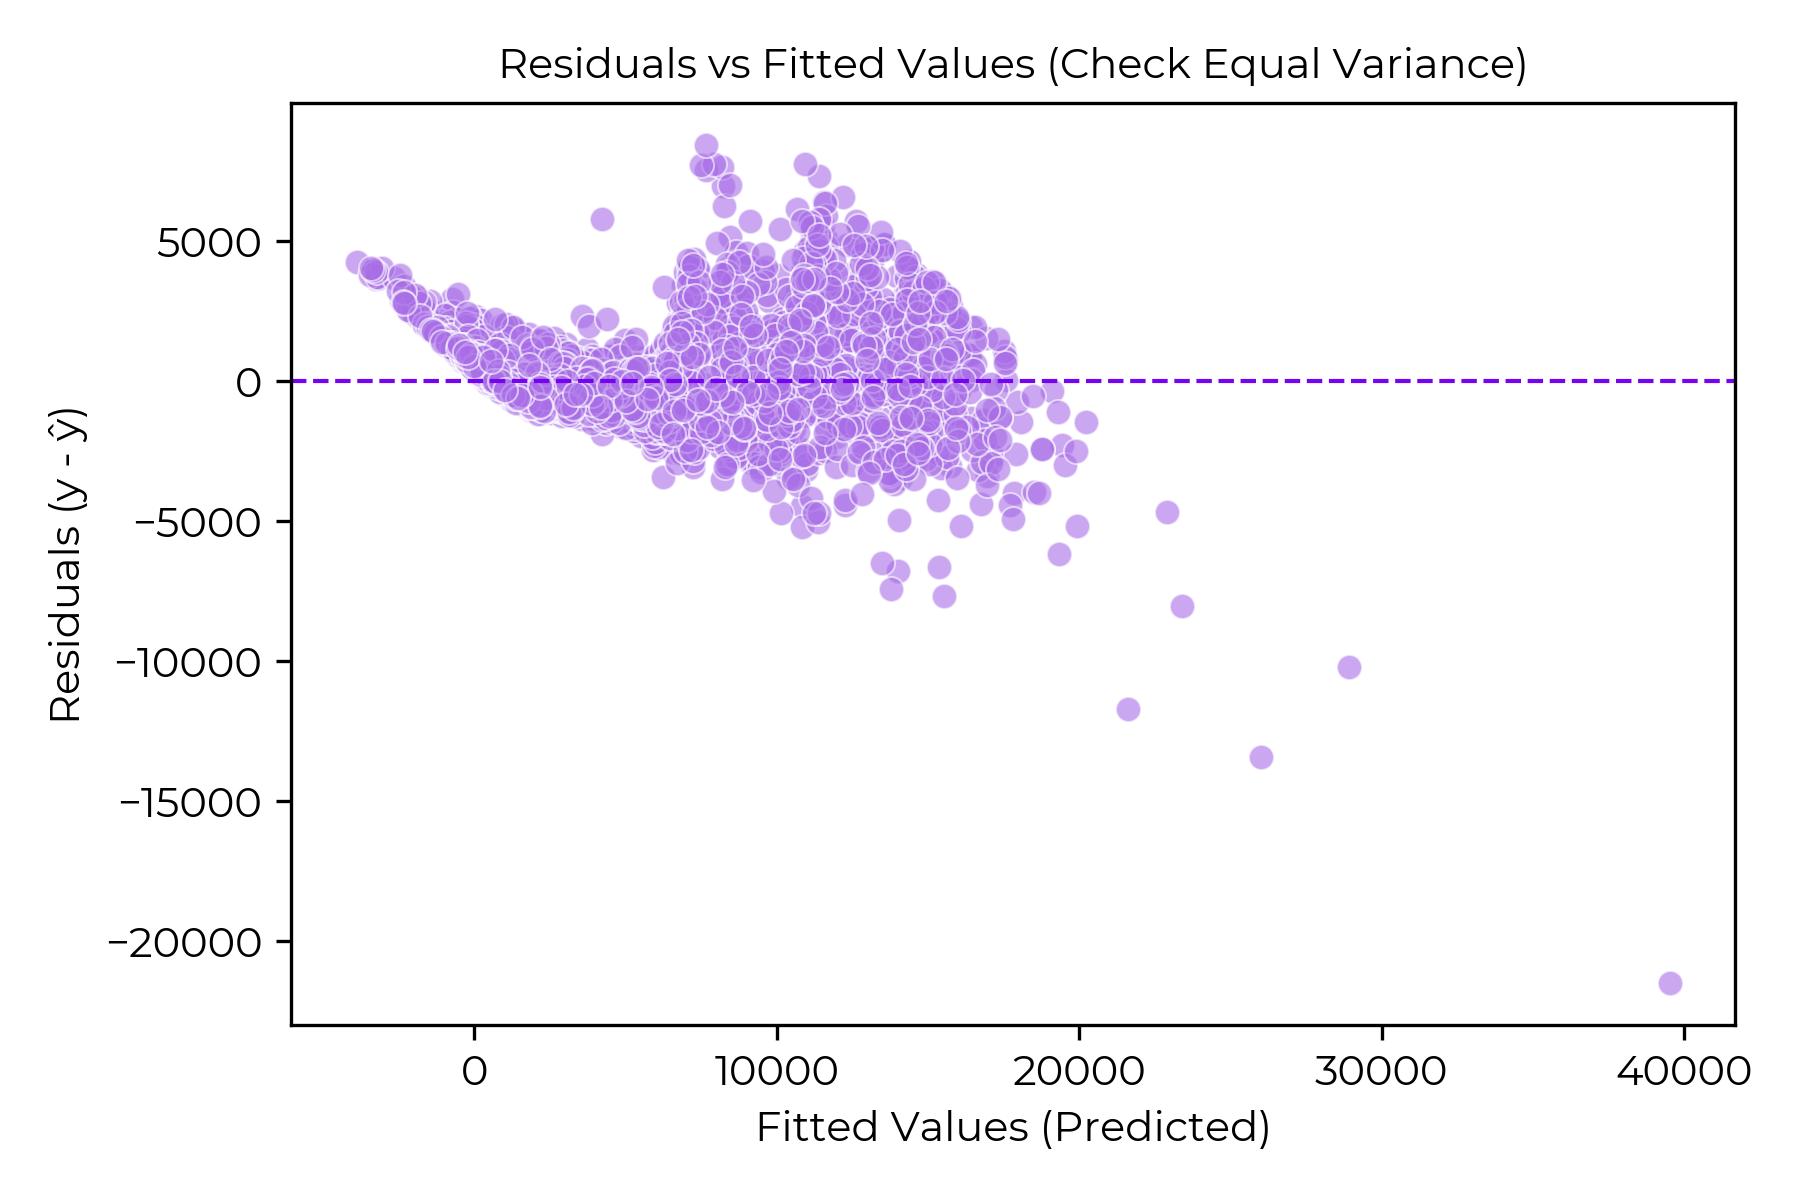 Residuals vs Fitted Values (Check Equal Variance)
Residuals (y - ŷ)
5000
0
−5000
−10000
−15000
−20000
0 10000 20000 30000 40000
Fitted Values (Predicted)